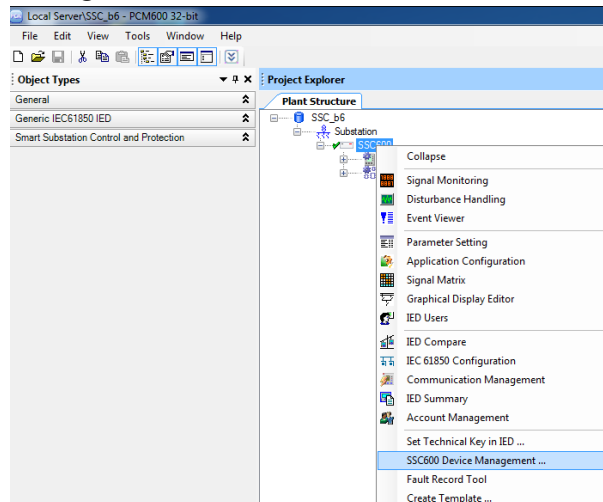 Local Server\SSC_b6 - PCM600 32-bit
File Edit View Tools Window Help
Object Types
General
Generic IEC61850 IED
Smart Substation Control and Protection
Project Explorer
Plant Structure
SSC_b6
Substation
SSC600
Collapse
Signal Monitoring
Disturbance Handling
Event Viewer
Parameter Setting
Application Configuration
Signal Matrix
Graphical Display Editor
IED Users
IED Compare
IEC 61850 Configuration
Communication Management
IED Summary
Account Management
Set Technical Key in IED ...
SSC600 Device Management ...
Fault Record Tool
Create Template ...